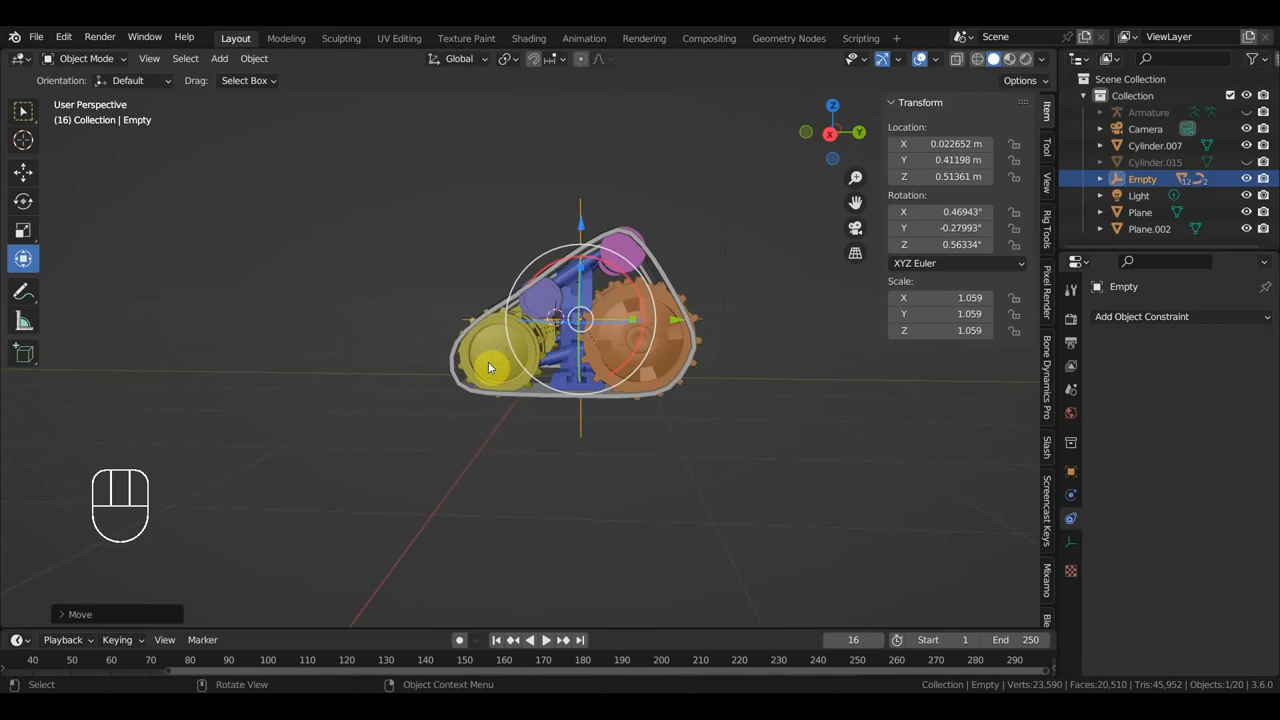 File Edit Render Window Help Layout Modeling Sculpting UV Editing Texture Paint Shading Animation Rendering Compositing Geometry Nodes Scripting + Scene ViewLayer
Object Mode View Select Add Object Global Options
Orientation: Default Drag: Select Box
User Perspective
(16) Collection | Empty
X Y Z
Transform
Location:
X 0.022652 m
Y 0.41198 m
Z 0.51361 m
Rotation:
X 0.46943°
Y -0.27993°
Z 0.56334°
XYZ Euler
Scale:
X 1.059
Y 1.059
Z 1.059
Item
Tool
View
Rig Tools
Pixel Render
Bone Dynamics Pro
Slash
Screencast Keys
Mixamo
Ble
Scene Collection
Collection
Armature
Camera
Cylinder.007
Cylinder.015
Empty 12 2
Light
Plane
Plane.002
Empty
Add Object Constraint
Move
Playback Keying View Marker 16 Start 1 End 250
40 50 60 70 80 90 100 110 120 130 140 150 160 170 180 190 200 210 220 230 240 250 260 270 280 290
Select Rotate View Object Context Menu Collection | Empty | Verts:23,590 | Faces:20,510 | Tris:45,952 | Objects:1/20 | 3.6.0